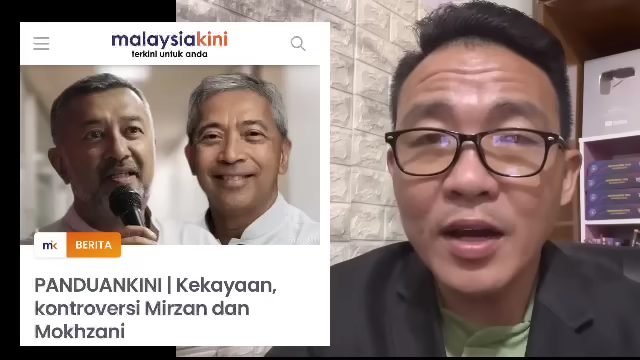 malaysiakini
terkini untuk anda
mk BERITA
PANDUANKINI | Kekayaan,
kontroversi Mirzan dan
Mokhzani